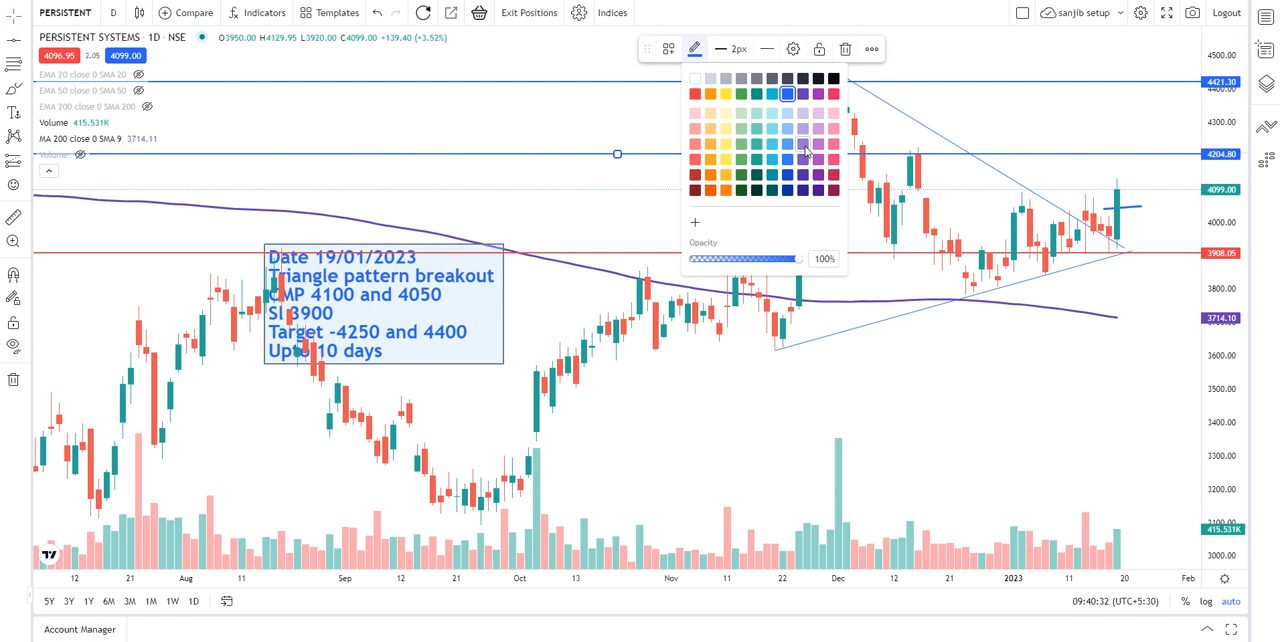 PERSISTENT D Compare Indicators Templates Exit Positions Indices sanjib setup Logout
PERSISTENT SYSTEMS · 1D · NSE O3950.00 H4129.95 L3920.00 C4099.00 +139.40 (+3.52%)
4096.95 2.05 4099.00
EMA 20 close 0 SMA 20
EMA 50 close 0 SMA 50
EMA 200 close 0 SMA 200
Volume 415.531K
MA 200 close 0 SMA 9 3714.11
Volume
2px
Opacity
100%
Date 19/01/2023
Triangle pattern breakout
CMP 4100 and 4050
Sl 3900
Target -4250 and 4400
Upto 10 days
4500.00
4421.30
4400.00
4300.00
4204.80
4099.00
4000.00
3908.05
3800.00
3714.10
3700.00
3600.00
3500.00
3400.00
3300.00
3200.00
3100.00
415.531K
3000.00
12 21 Aug 11 Sep 12 21 Oct 13 Nov 11 22 Dec 12 21 2023 11 20 Feb
5Y 3Y 1Y 6M 3M 1M 1W 1D 09:40:32 (UTC+5:30) % log auto
Account Manager